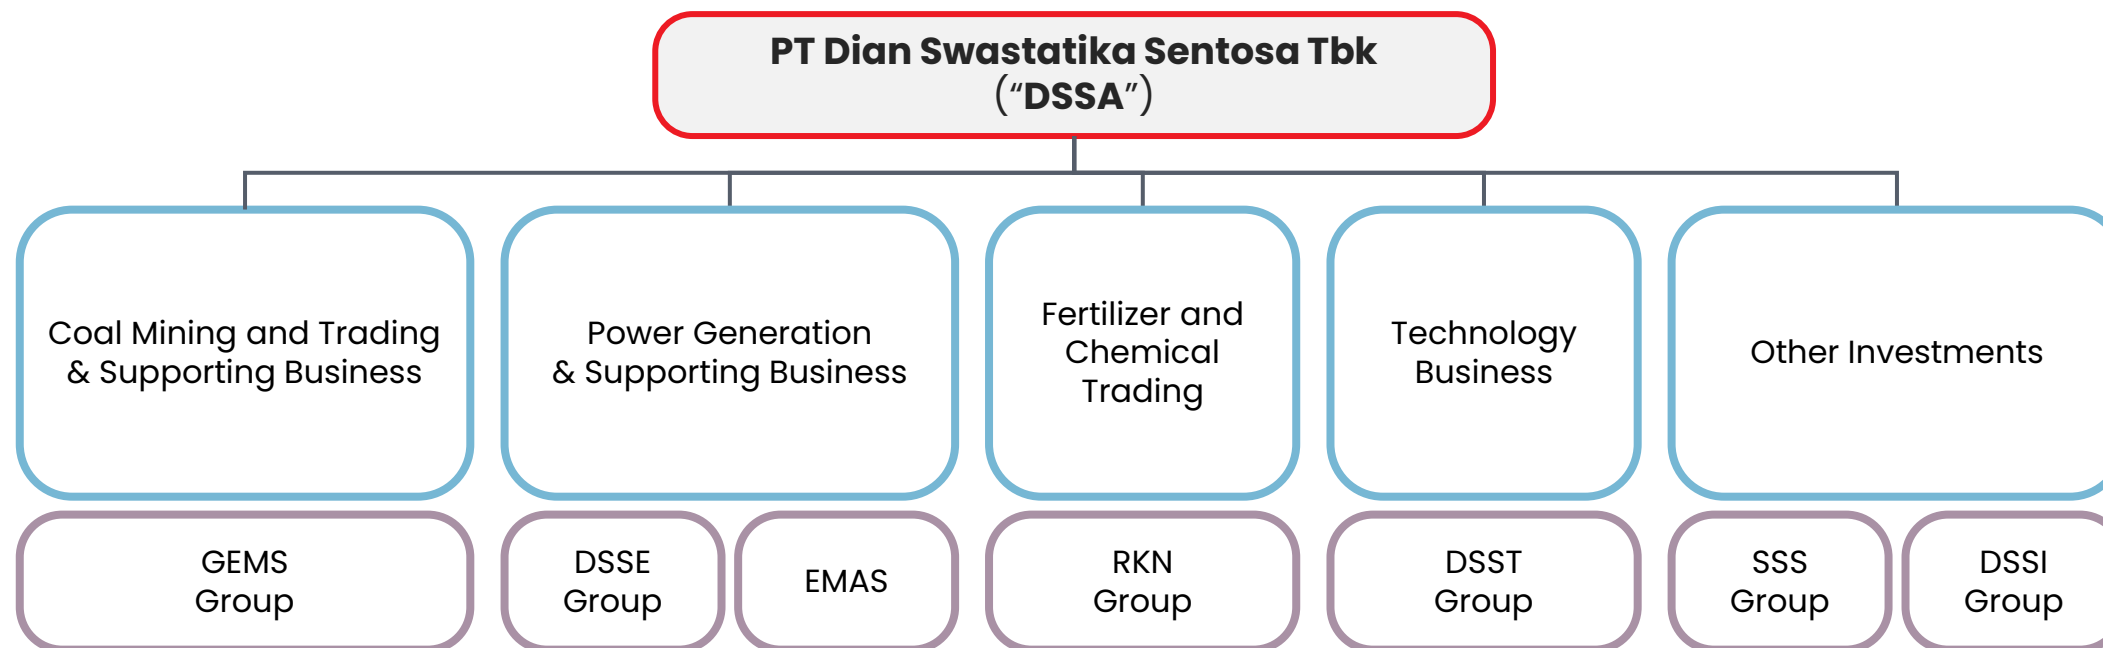 PT Dian Swastatika Sentosa Tbk
(“DSSA”)
Coal Mining and Trading
& Supporting Business
Power Generation
& Supporting Business
Fertilizer and
Chemical
Trading
Technology
Business
Other Investments
GEMS
Group
DSSE
Group
EMAS
RKN
Group
DSST
Group
SSS
Group
DSSI
Group